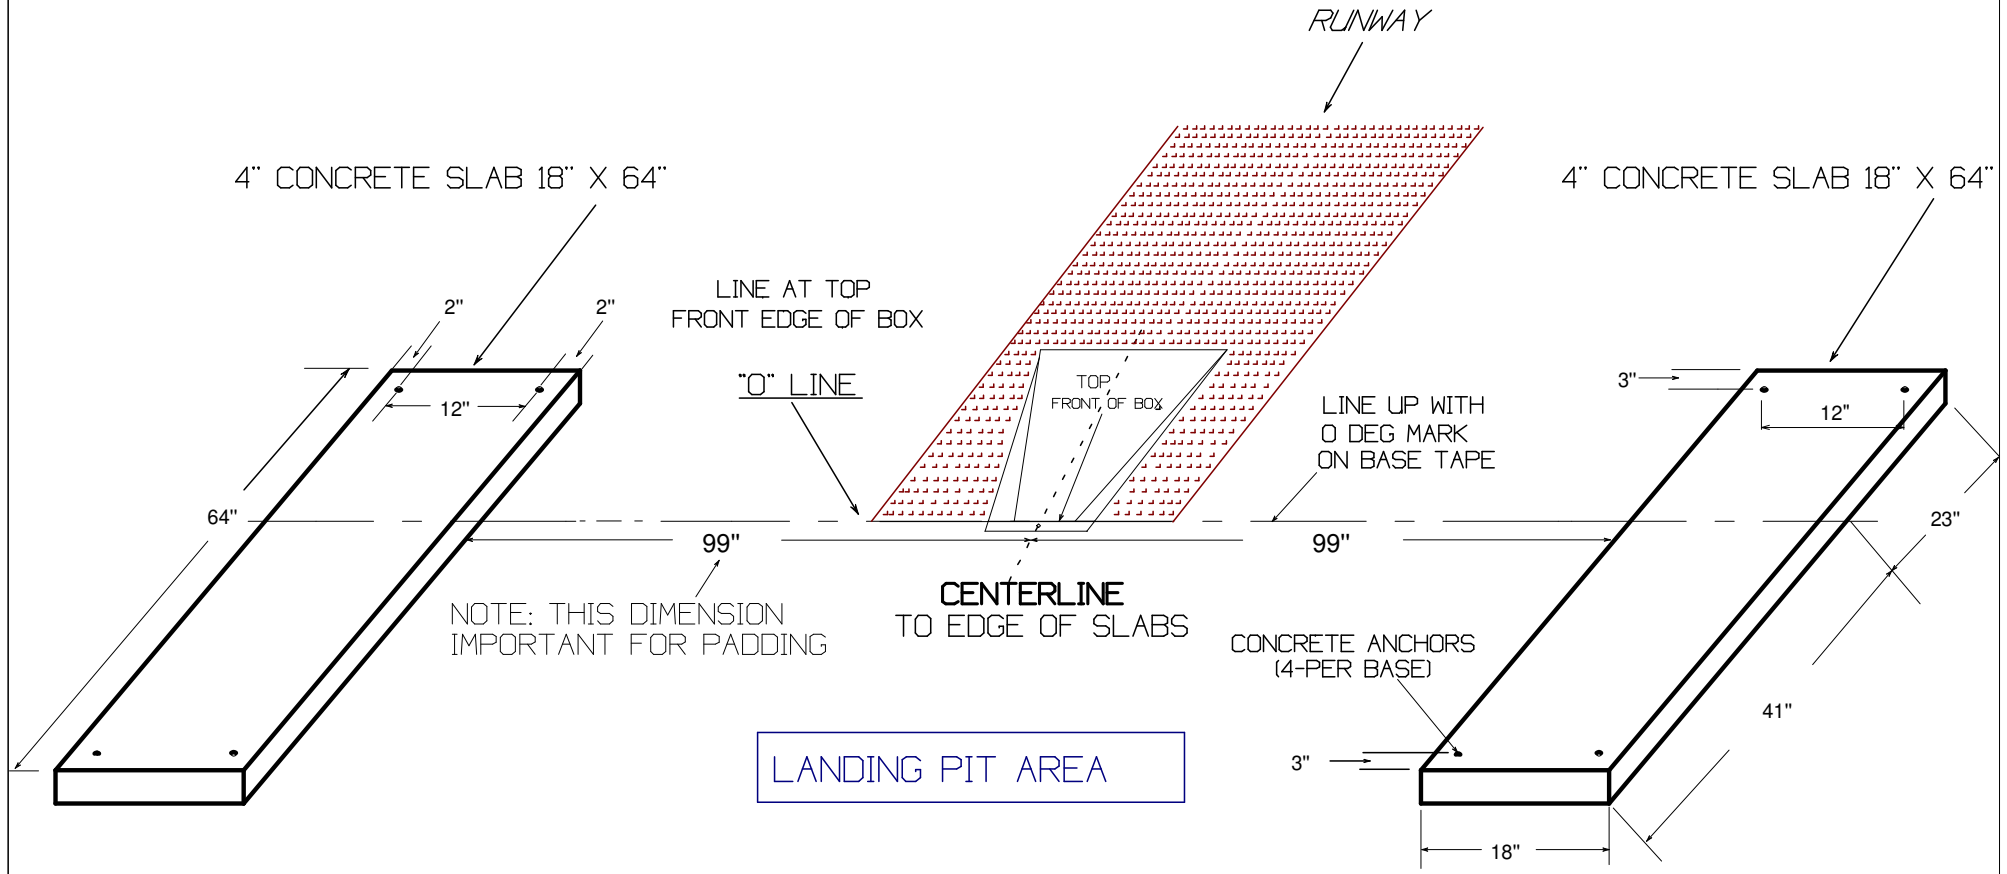 RUNWAY
4" CONCRETE SLAB 18" X 64"
4" CONCRETE SLAB 18" X 64"
LINE AT TOP
FRONT EDGE OF BOX
2"
2"
"0" LINE
TOP
FRONT OF BOX
3"
12"
12"
LINE UP WITH
0 DEG MARK
ON BASE TAPE
64"
99"
99"
23"
NOTE: THIS DIMENSION
IMPORTANT FOR PADDING
CENTERLINE
TO EDGE OF SLABS
CONCRETE ANCHORS
(4-PER BASE)
41"
LANDING PIT AREA
3"
18"